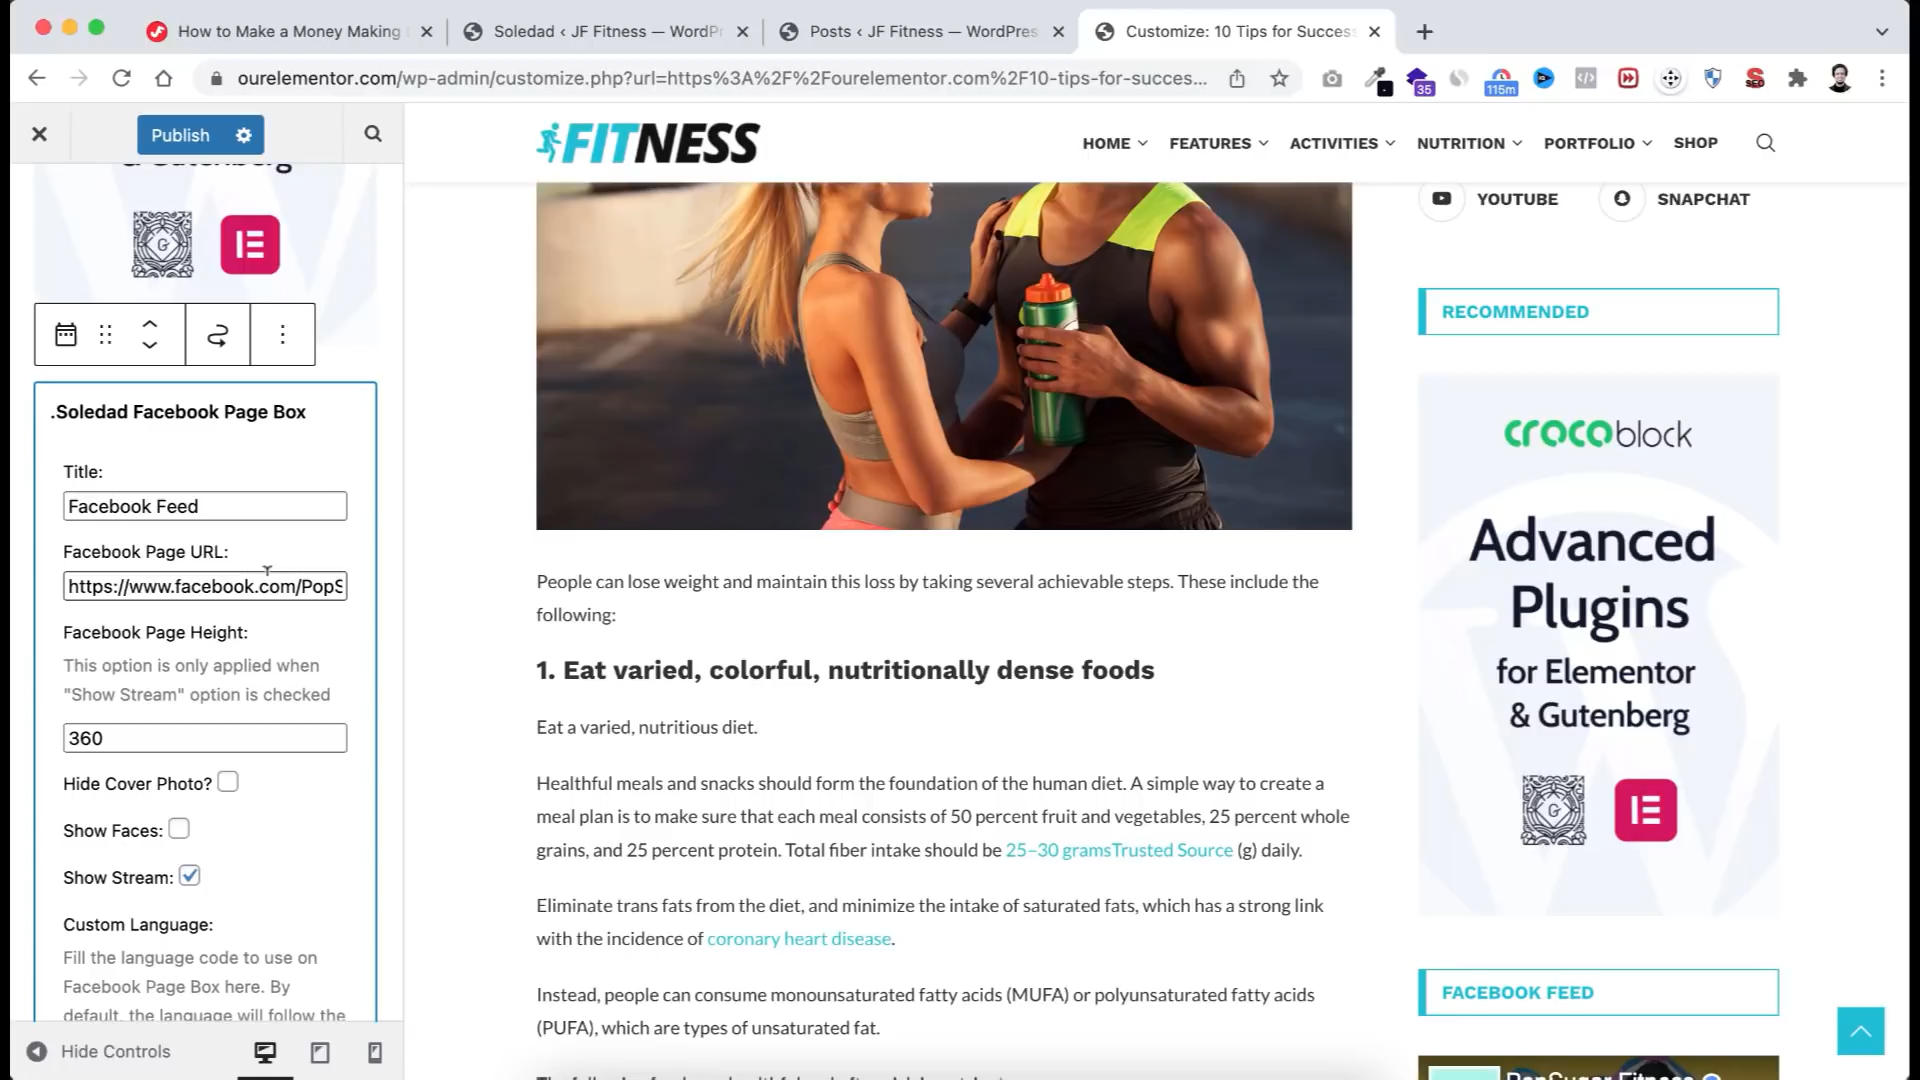 How to Make a Money Making
Soledad ‹ JF Fitness — WordPr
Posts ‹ JF Fitness — WordPres
Customize: 10 Tips for Succes
ourelementor.com/wp-admin/customize.php?url=https%3A%2F%2Fourelementor.com%2F10-tips-for-succes...
35
115m
SEO
Publish
& Gutenberg
G
.Soledad Facebook Page Box
Title:
Facebook Feed
Facebook Page URL:
https://www.facebook.com/PopS
Facebook Page Height:
This option is only applied when
"Show Stream" option is checked
360
Hide Cover Photo?
Show Faces:
Show Stream:
Custom Language:
Fill the language code to use on
Facebook Page Box here. By
default, the language will follow the
Hide Controls
FITNESS
HOME
FEATURES
ACTIVITIES
NUTRITION
PORTFOLIO
SHOP
People can lose weight and maintain this loss by taking several achievable steps. These include the
following:
1. Eat varied, colorful, nutritionally dense foods
Eat a varied, nutritious diet.
Healthful meals and snacks should form the foundation of the human diet. A simple way to create a
meal plan is to make sure that each meal consists of 50 percent fruit and vegetables, 25 percent whole
grains, and 25 percent protein. Total fiber intake should be 25–30 gramsTrusted Source (g) daily.
Eliminate trans fats from the diet, and minimize the intake of saturated fats, which has a strong link
with the incidence of coronary heart disease.
Instead, people can consume monounsaturated fatty acids (MUFA) or polyunsaturated fatty acids
(PUFA), which are types of unsaturated fat.
YOUTUBE
SNAPCHAT
RECOMMENDED
crocoblock
Advanced
Plugins
for Elementor
& Gutenberg
G
FACEBOOK FEED
PopSugar Fitness